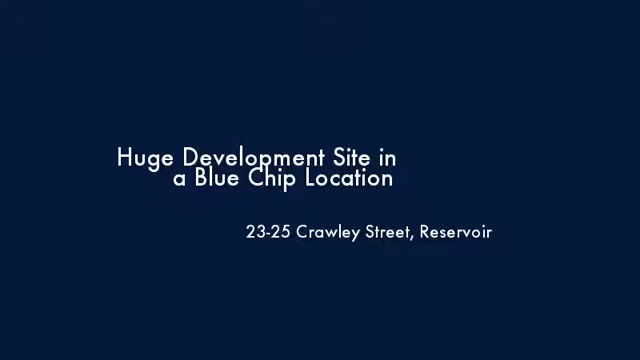 Huge Development Site in
a Blue Chip Location
23-25 Crawley Street, Reservoir